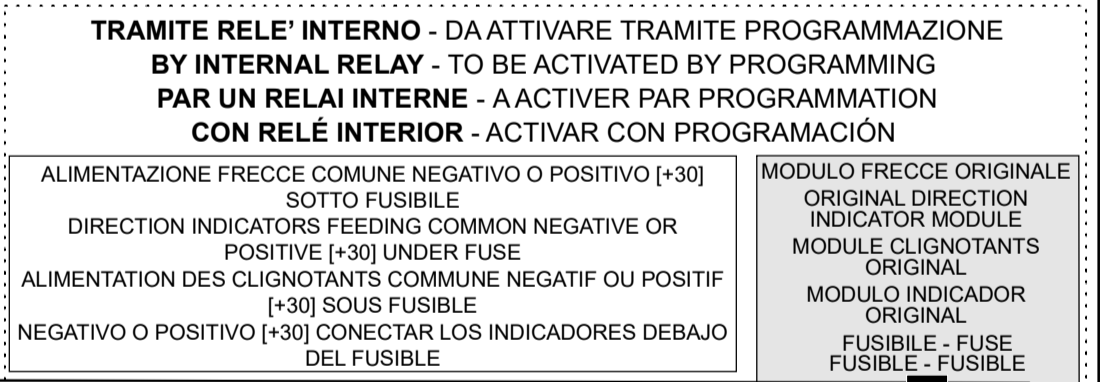 TRAMITE RELE' INTERNO - DA ATTIVARE TRAMITE PROGRAMMAZIONE
BY INTERNAL RELAY - TO BE ACTIVATED BY PROGRAMMING
PAR UN RELAI INTERNE - A ACTIVER PAR PROGRAMMATION
CON RELÉ INTERIOR - ACTIVAR CON PROGRAMACIÓN
ALIMENTAZIONE FRECCE COMUNE NEGATIVO O POSITIVO [+30]
SOTTO FUSIBILE
DIRECTION INDICATORS FEEDING COMMON NEGATIVE OR
POSITIVE [+30] UNDER FUSE
ALIMENTATION DES CLIGNOTANTS COMMUNE NEGATIF OU POSITIF
[+30] SOUS FUSIBLE
NEGATIVO O POSITIVO [+30] CONECTAR LOS INDICADORES DEBAJO
DEL FUSIBLE
MODULO FRECCE ORIGINALE
ORIGINAL DIRECTION
INDICATOR MODULE
MODULE CLIGNOTANTS
ORIGINAL
MODULO INDICADOR
ORIGINAL
FUSIBILE - FUSE
FUSIBLE - FUSIBLE